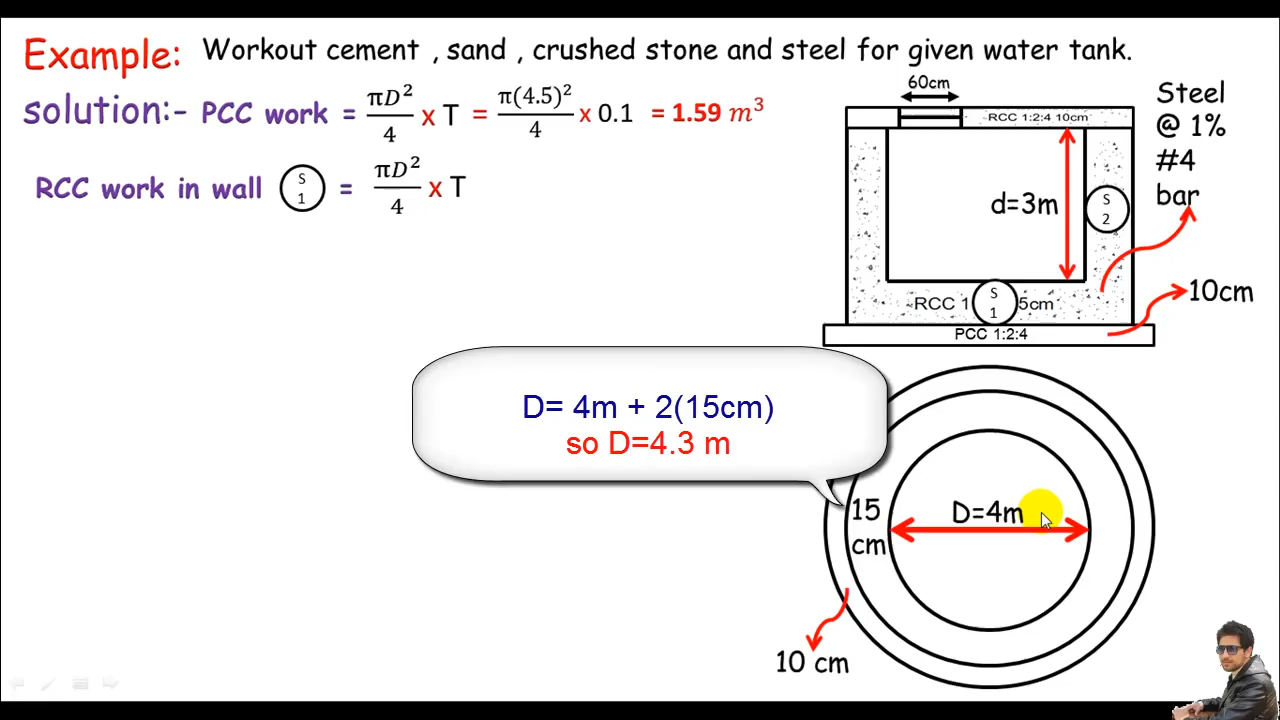 Example: Workout cement , sand , crushed stone and steel for given water tank.
solution:- PCC work = πD²/4 x T = π(4.5)²/4 x 0.1 = 1.59 m³
RCC work in wall S1 = πD²/4 x T
60cm
RCC 1:2:4 10cm
Steel
@ 1%
#4
bar
d=3m
S
2
RCC 1
S
1
5cm
10cm
PCC 1:2:4
D= 4m + 2(15cm)
so D=4.3 m
15
cm
D=4m
10 cm